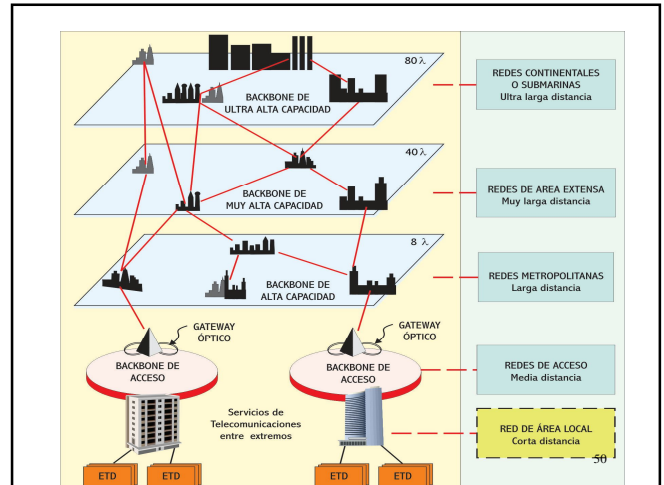 80 λ
BACKBONE DE
ULTRA ALTA CAPACIDAD
REDES CONTINENTALES
O SUBMARINAS
Ultra larga distancia
40 λ
BACKBONE DE
MUY ALTA CAPACIDAD
REDES DE AREA EXTENSA
Muy larga distancia
8 λ
BACKBONE DE
ALTA CAPACIDAD
REDES METROPOLITANAS
Larga distancia
GATEWAY
ÓPTICO
GATEWAY
ÓPTICO
BACKBONE DE
ACCESO
BACKBONE DE
ACCESO
REDES DE ACCESO
Media distancia
Servicios de
Telecomunicaciones
entre extremos
RED DE ÁREA LOCAL
Corta distancia
50
ETD
ETD
ETD
ETD